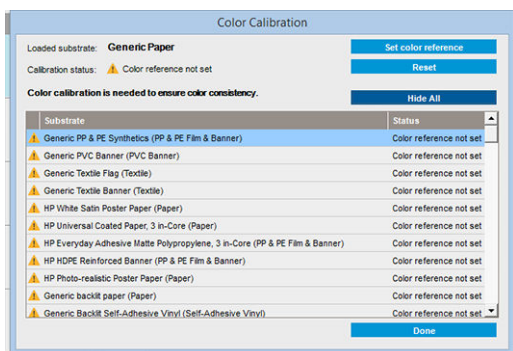 Color Calibration
Loaded substrate: Generic Paper
Set color reference
Calibration status: Color reference not set
Reset
Color calibration is needed to ensure color consistency.
Hide All
Substrate Status
Generic PP & PE Synthetics (PP & PE Film & Banner) Color reference not set
Generic PVC Banner (PVC Banner) Color reference not set
Generic Textile Flag (Textile) Color reference not set
Generic Textile Banner (Textile) Color reference not set
HP White Satin Poster Paper (Paper) Color reference not set
HP Universal Coated Paper, 3 in-Core (Paper) Color reference not set
HP Everyday Adhesive Matte Polypropylene, 3 in-Core (PP & PE Film & Banner) Color reference not set
HP HDPE Reinforced Banner (PP & PE Film & Banner) Color reference not set
HP Photo-realistic Poster Paper (Paper) Color reference not set
Generic backlit paper (Paper) Color reference not set
Generic Backlit Self-Adhesive Vinyl (Self-Adhesive Vinyl) Color reference not set
Done